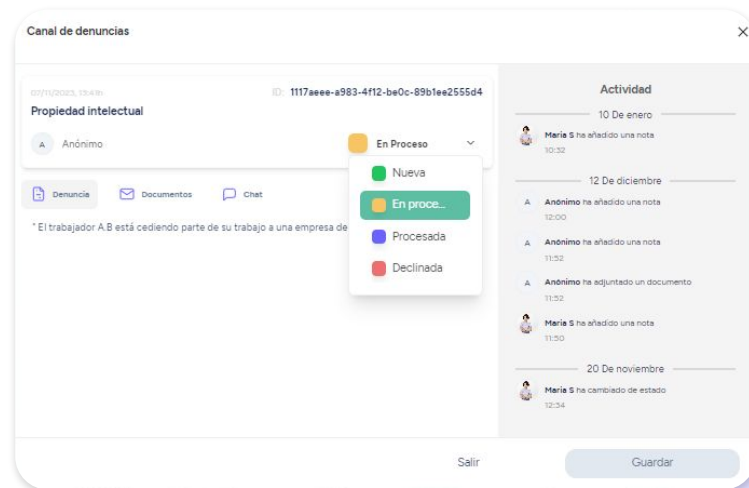 Canal de denuncias
07/11/2023, 13:41h
ID: 1117aeee-a983-4f12-be0c-89b1ee2555d4
Propiedad intelectual
A Anónimo
En Proceso
Nueva
En proce...
Procesada
Declinada
Denuncia Documentos Chat
" El trabajador A.B está cediendo parte de su trabajo a una empresa de
Actividad
10 De enero
Maria S ha añadido una nota
10:32
12 De diciembre
A Anónimo ha añadido una nota
12:00
A Anónimo ha añadido una nota
11:52
A Anónimo ha adjuntado un documento
11:52
Maria S ha añadido una nota
11:50
20 De noviembre
Maria S ha cambiado de estado
12:34
Salir
Guardar